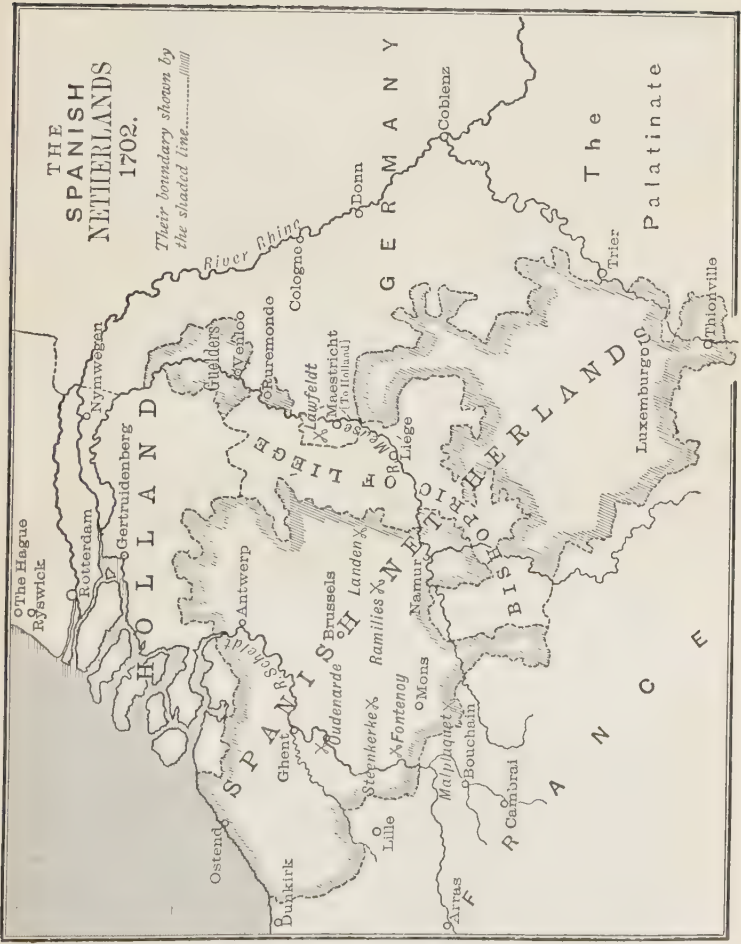 THE
SPANISH
NETHERLANDS
1702.
Their boundary shown by
the shaded line
The Hague
Ryswick
Rotterdam
Nymwegen
Gertruidenberg
HOLLAND
River Rhine
Guelders
Venloo
Ruremonde
Cologne
Bonn
GERMANY
Coblenz
The
Palatinate
Antwerp
R. Scheldt
Ostend
Dunkirk
Ghent
Oudenarde
Brussels
Landen
Ramilies
Lawfeldt
Maestricht
(To Holland)
R. Meuse
Liége
BISHOPRIC OF LIEGE
SPANISH NETHERLANDS
Namur
Steenkerke
Fontenoy
Mons
Lille
Malplaquet
Bouchain
Cambrai
Arras
FRANCE
Trier
Luxemburg
Thionville